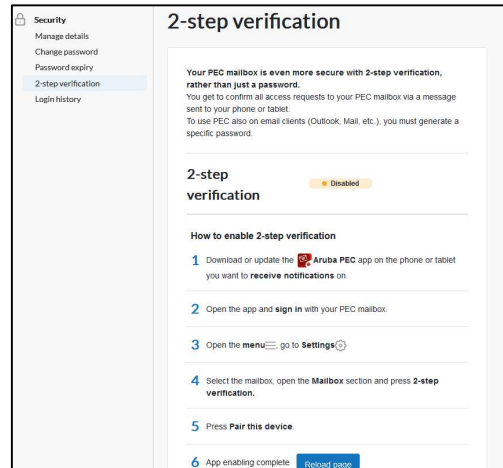 Security
Manage details
Change password
Password expiry
2-step verification
Login history
2-step verification
Your PEC mailbox is even more secure with 2-step verification,
rather than just a password.
You get to confirm all access requests to your PEC mailbox via a message
sent to your phone or tablet.
To use PEC also on email clients (Outlook, Mail, etc.), you must generate a
specific password.
2-step
verification
Disabled
How to enable 2-step verification
1 Download or update the Aruba PEC app on the phone or tablet
you want to receive notifications on.
2 Open the app and sign in with your PEC mailbox.
3 Open the menu, go to Settings
4 Select the mailbox, open the Mailbox section and press 2-step
verification.
5 Press Pair this device.
6 App enabling complete Reload page